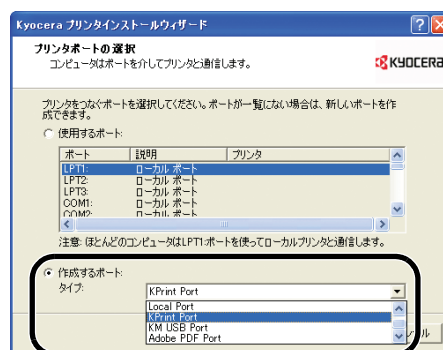 Kyocera プリンタインストールウィザード
プリンタポートの選択
コンピュータはポートを介してプリンタと通信します。
KYOCERA
プリンタをつなぐポートを選択してください。ポートが一覧にない場合は、新しいポートを作
成できます。
使用するポート:
ポート 説明 プリンタ
LPT1: ローカル ポート
LPT2: ローカル ポート
LPT3: ローカル ポート
COM1: ローカル ポート
COM2: ローカル ポート
注意: ほとんどのコンピュータはLPT1:ポートを使ってローカルプリンタと通信します。
作成するポート:
タイプ: KPrint Port
Local Port
KPrint Port
KM USB Port
Adobe PDF Port
ル